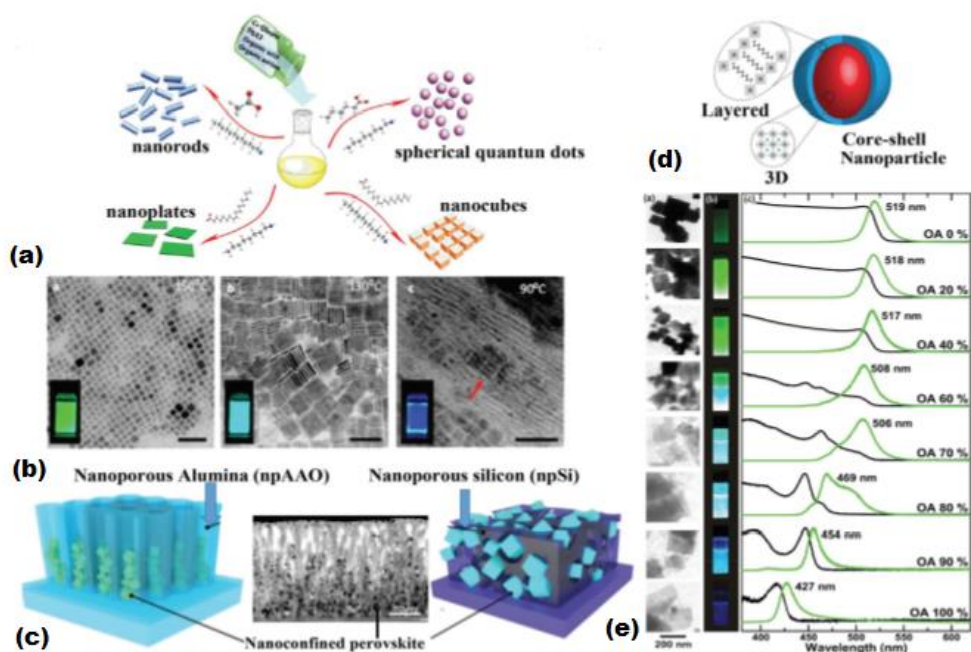 nanorods
spherical quantun dots
nanoplates
nanocubes
(a)
a
b
130°C
c
90°C
(b)
Nanoporous Alumina (npAAO)
Nanoporous silicon (npSi)
Nanoconfined perovskite
(c)
Layered
3D
Core-shell
Nanoparticle
(d)
(a)
(b)
(c)
519 nm
OA 0 %
518 nm
OA 20 %
517 nm
OA 40 %
508 nm
OA 60 %
506 nm
OA 70 %
469 nm
OA 80 %
454 nm
OA 90 %
427 nm
OA 100 %
200 nm
400 450 500 550 600
Wavelength (nm)
(e)